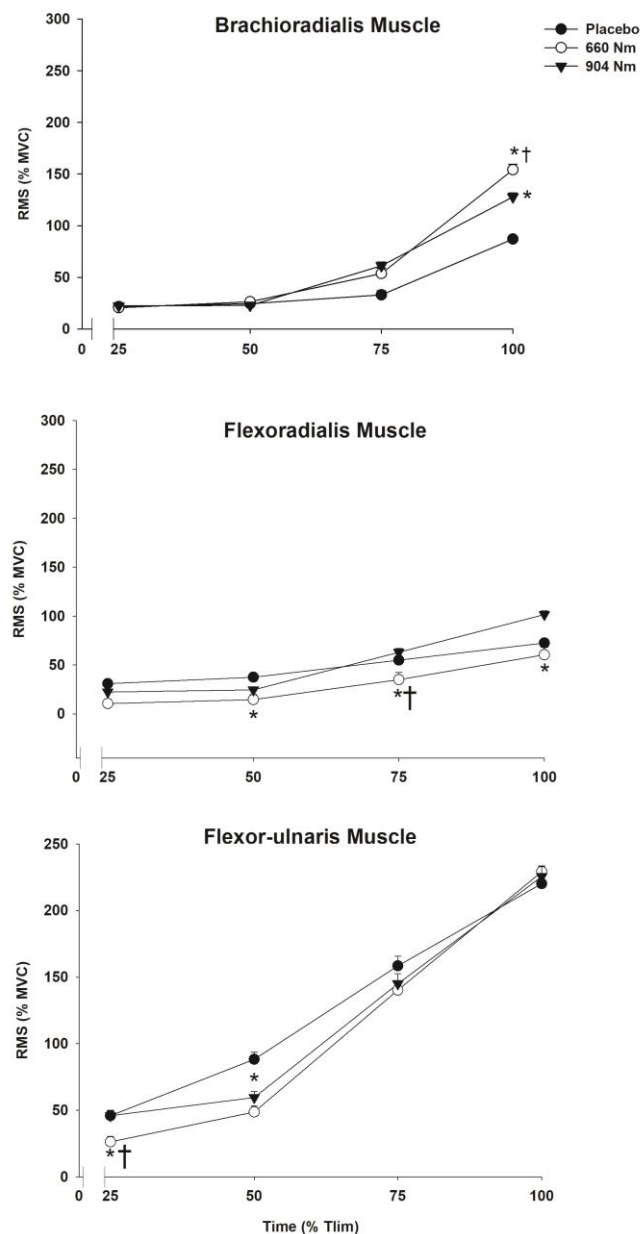 Brachioradialis Muscle
Placebo
660 Nm
904 Nm
300
250
200
150
100
50
0
RMS (% MVC)
*†
*
0 25 50 75 100
Flexoradialis Muscle
300
250
200
150
100
50
0
RMS (% MVC)
*
*†
*
0 25 50 75 100
Flexor-ulnaris Muscle
250
200
150
100
50
0
RMS (% MVC)
*
*†
0 25 50 75 100
Time (% Tlim)